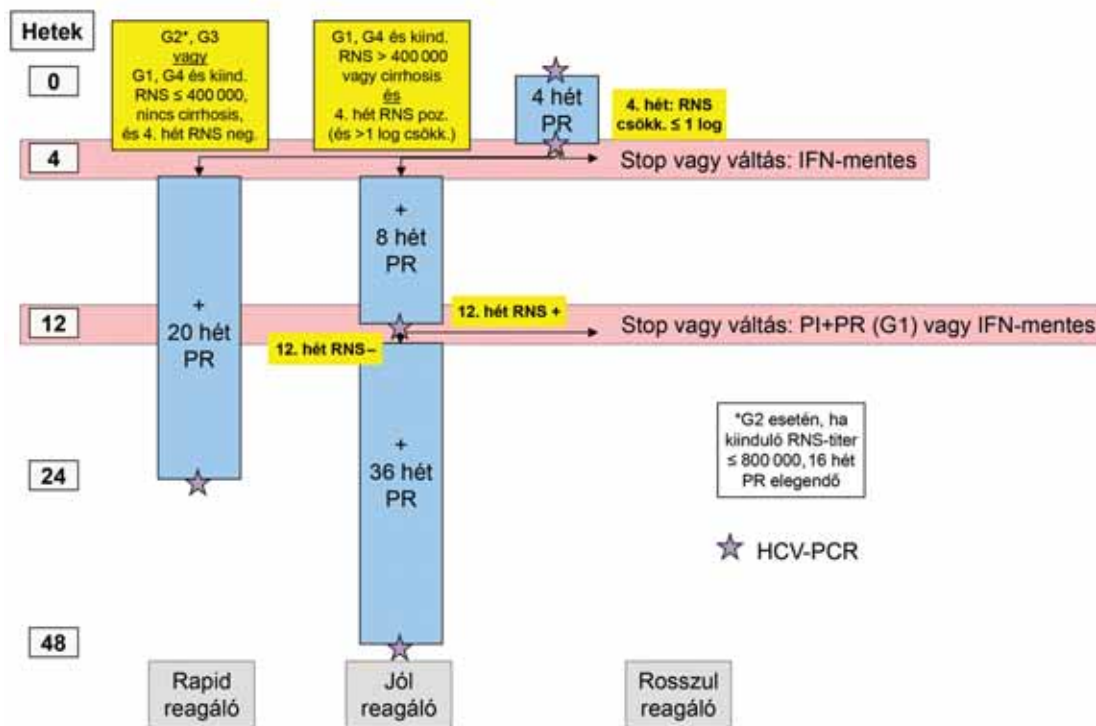 Hetek
0
4
12
24
48
G2*, G3
vagy
G1, G4 és kiind.
RNS ≤ 400 000,
nincs cirrhosis,
és 4. hét RNS neg.
G1, G4 és kiind.
RNS > 400 000
vagy cirrhosis
és
4. hét RNS poz.
(és >1 log csökk.)
4 hét
PR
4. hét: RNS
csökk. ≤ 1 log
Stop vagy váltás: IFN-mentes
+
20 hét
PR
+
8 hét
PR
12. hét RNS +
Stop vagy váltás: PI+PR (G1) vagy IFN-mentes
12. hét RNS–
+
36 hét
PR
*G2 esetén, ha
kiinduló RNS-titer
≤ 800 000, 16 hét
PR elegendő
HCV-PCR
Rapid
reagáló
Jól
reagáló
Rosszul
reagáló